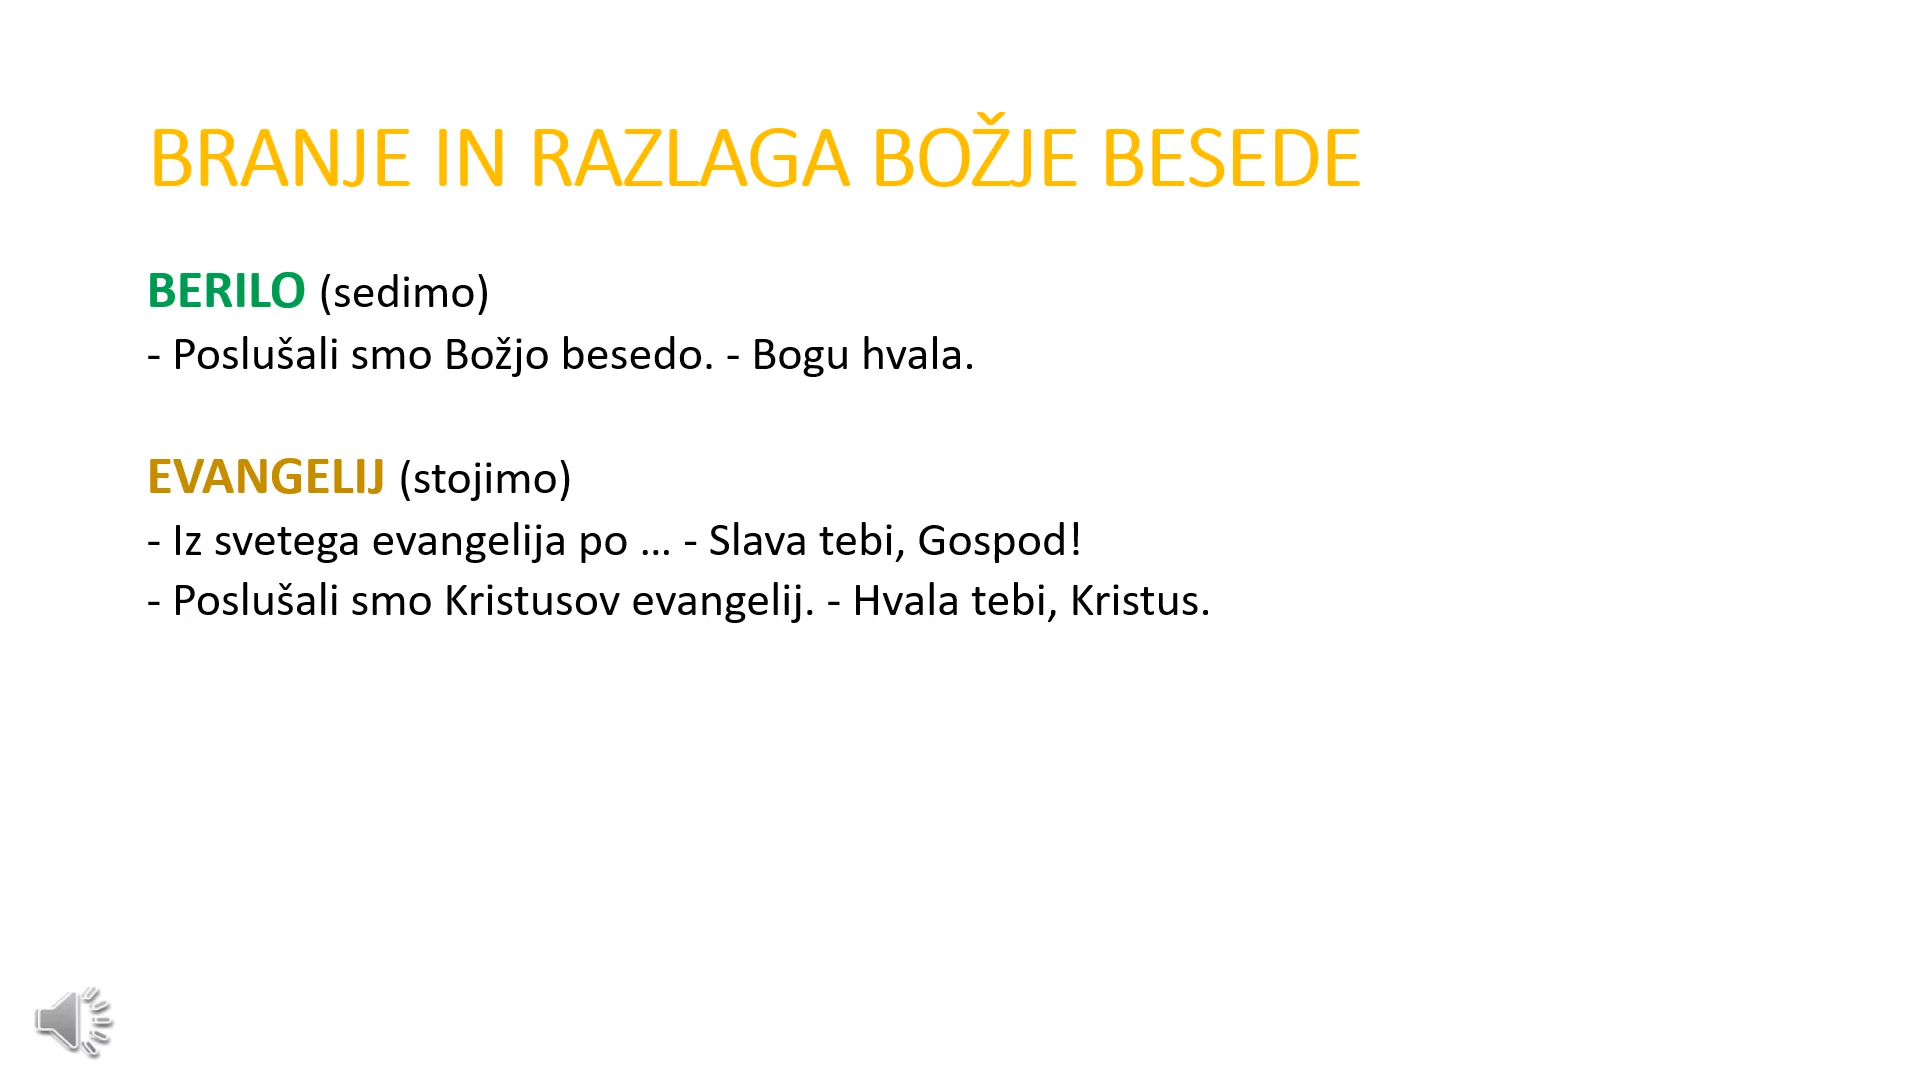 BRANJE IN RAZLAGA BOŽJE BESEDE
BERILO (sedimo)
- Poslušali smo Božjo besedo. - Bogu hvala.
EVANGELIJ (stojimo)
- Iz svetega evangelija po … - Slava tebi, Gospod!
- Poslušali smo Kristusov evangelij. - Hvala tebi, Kristus.